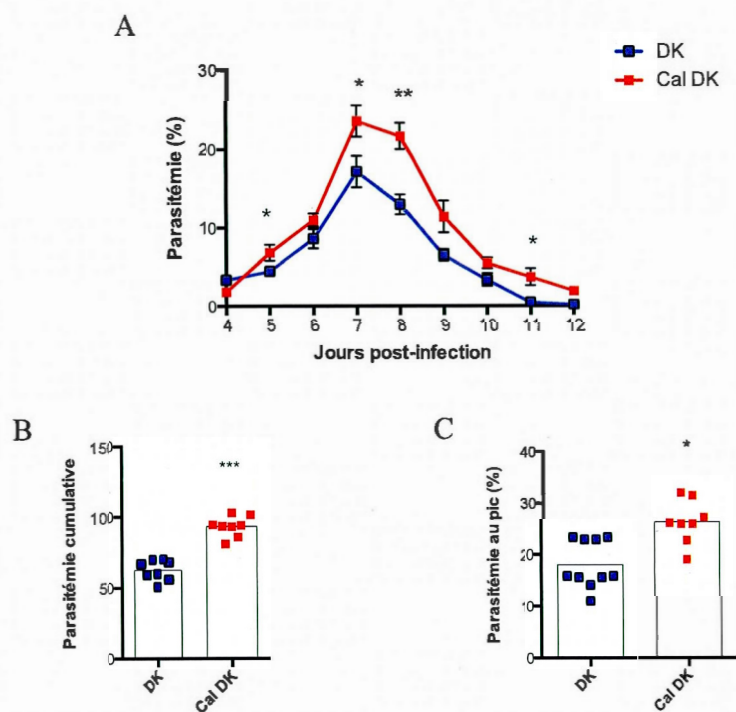 A
DK
Cal DK
30
20
10
0
Parasitémie (%)
*
*
**
*
4 5 6 7 8 9 10 11 12
Jours post-infection
B
150
100
50
0
Parasitémie cumulative
***
DK
Cal DK
C
40
30
20
10
0
Parasitémie au pic (%)
*
DK
Cal DK